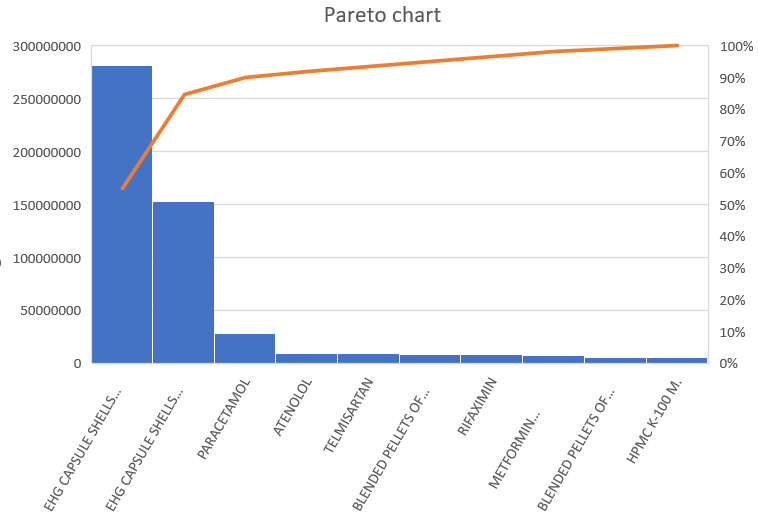 Pareto chart
300000000
250000000
200000000
150000000
100000000
50000000
0
100%
90%
80%
70%
60%
50%
40%
30%
20%
10%
0%
EHG CAPSULE SHELLS...
EHG CAPSULE SHELLS...
PARACETAMOL
ATENOLOL
TELMISARTAN
BLENDED PELLETS OF...
RIFAXIMIN
METFORMIN...
BLENDED PELLETS OF...
HPMC K-100 M.